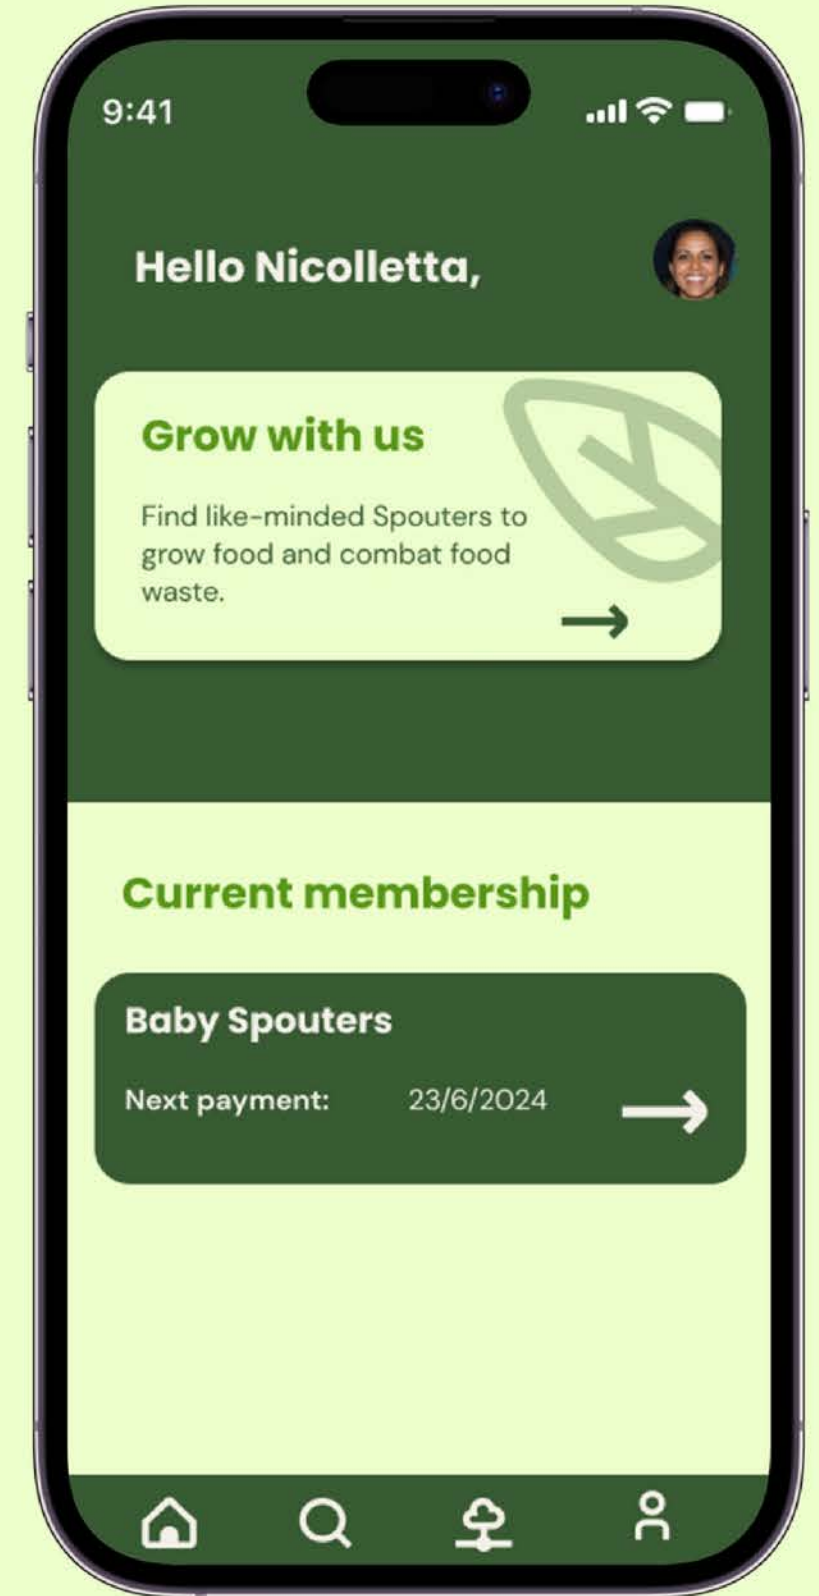 9:41
Hello Nicolletta,
Grow with us
Find like-minded Spouters to
grow food and combat food
waste.
Current membership
Baby Spouters
Next payment: 23/6/2024